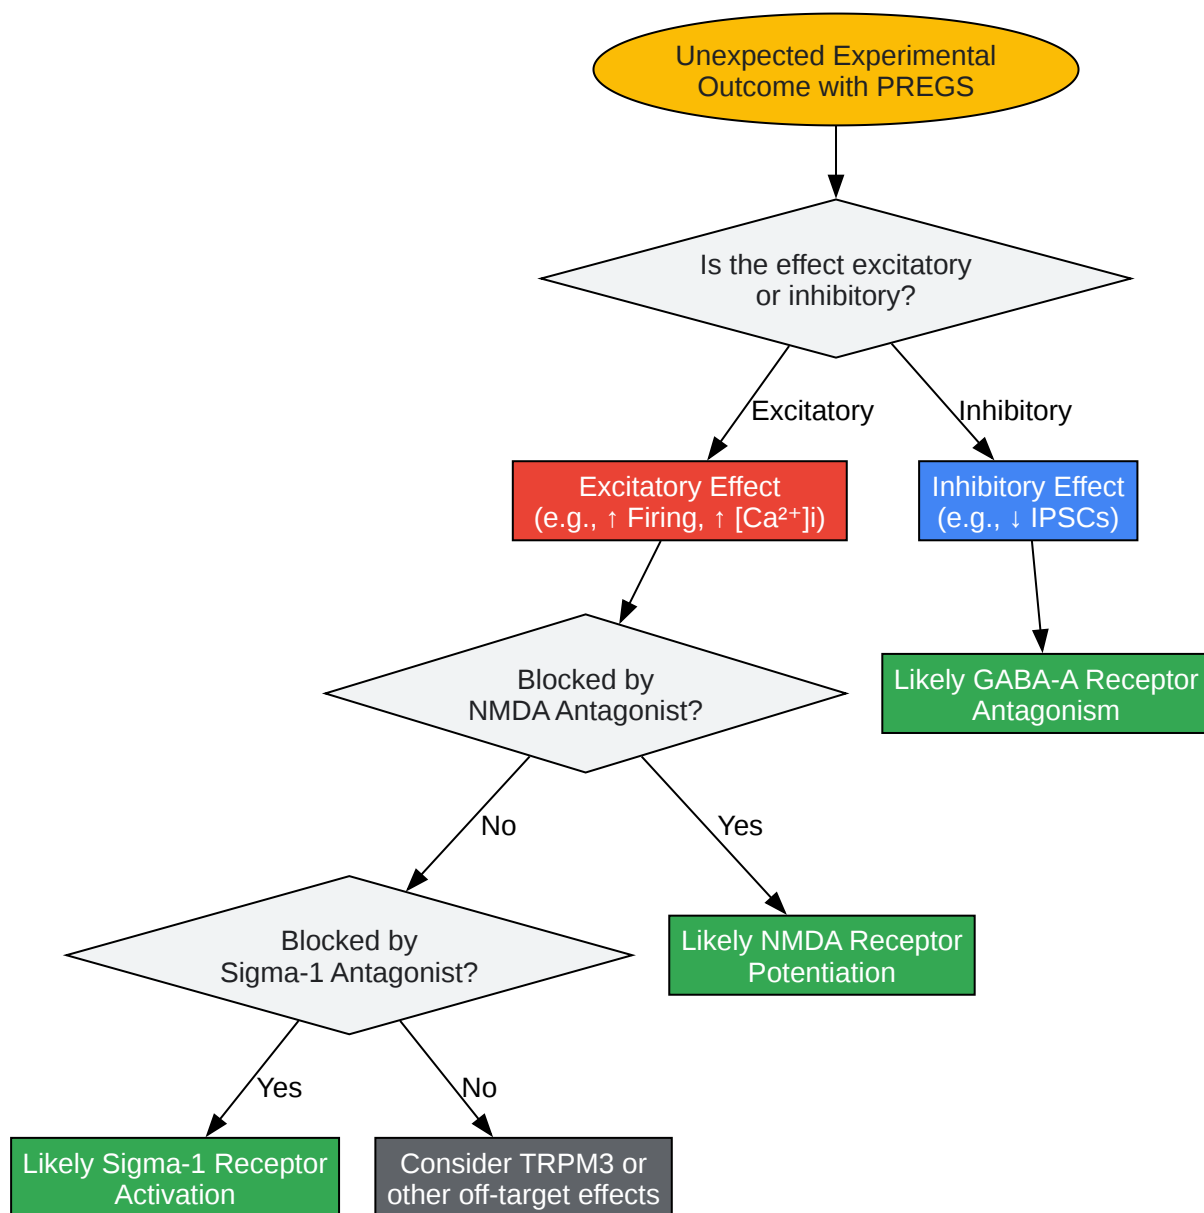 Unexpected Experimental
Outcome with PREGS
Is the effect excitatory
or inhibitory?
Excitatory
Inhibitory
Excitatory Effect
(e.g., ↑ Firing, ↑ [Ca²⁺]i)
Inhibitory Effect
(e.g., ↓ IPSCs)
Blocked by
NMDA Antagonist?
Likely GABA-A Receptor
Antagonism
No
Yes
Blocked by
Sigma-1 Antagonist?
Likely NMDA Receptor
Potentiation
Yes
No
Likely Sigma-1 Receptor
Activation
Consider TRPM3 or
other off-target effects